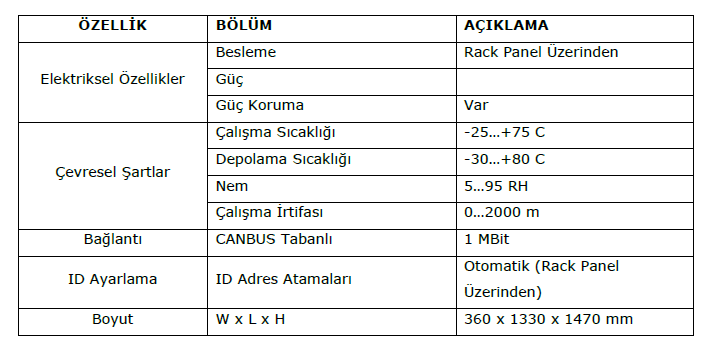 ÖZELLİK BÖLÜM AÇIKLAMA
Elektriksel Özellikler
Besleme Rack Panel Üzerinden
Güç
Güç Koruma Var
Çevresel Şartlar
Çalışma Sıcaklığı -25…+75 C
Depolama Sıcaklığı -30…+80 C
Nem 5…95 RH
Çalışma İrtifası 0…2000 m
Bağlantı CANBUS Tabanlı 1 MBit
ID Ayarlama ID Adres Atamaları Otomatik (Rack Panel
Üzerinden)
Boyut W x L x H 360 x 1330 x 1470 mm